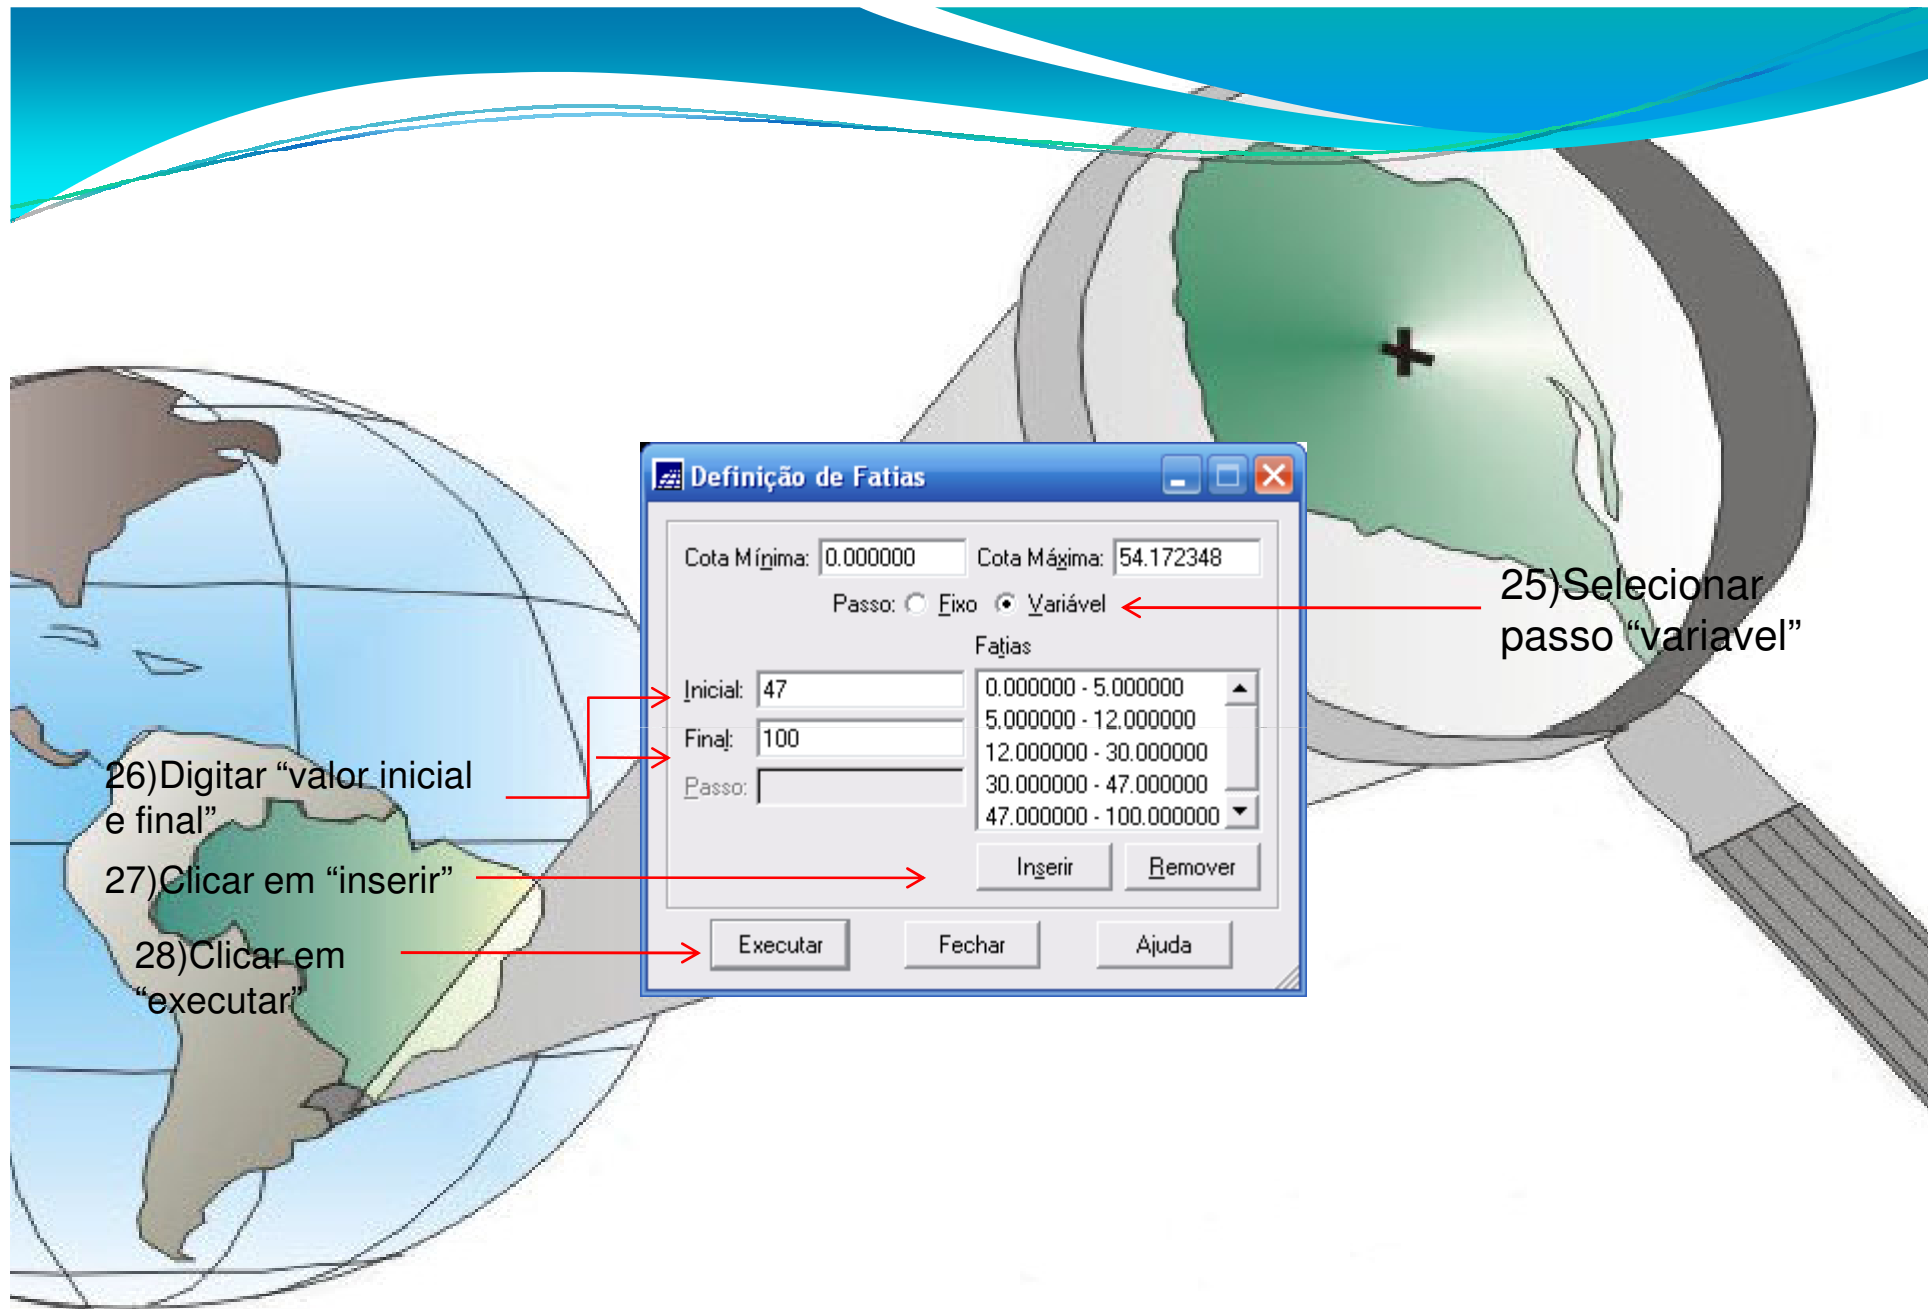 Definição de Fatias
Cota Mínima: 0.000000 Cota Máxima: 54.172348
Passo: Fixo Variável
Fatias
Inicial: 47
Final: 100
Passo:
0.000000 - 5.000000
5.000000 - 12.000000
12.000000 - 30.000000
30.000000 - 47.000000
47.000000 - 100.000000
Inserir Remover
Executar Fechar Ajuda
25)Selecionar
passo “variavel”
26)Digitar “valor inicial
e final”
27)Clicar em “inserir”
28)Clicar em
“executar”